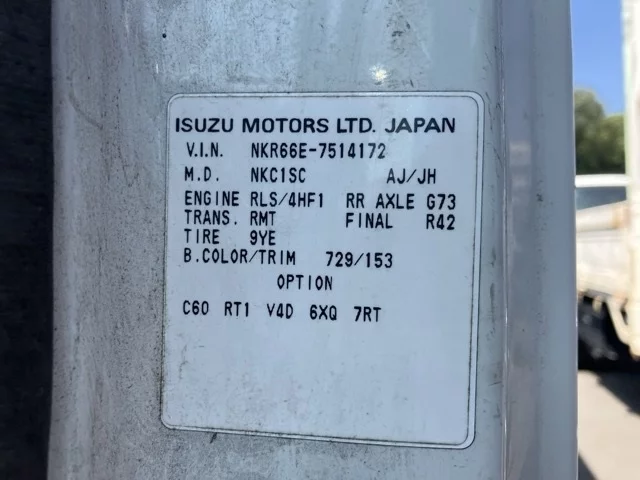 ISUZU MOTORS LTD. JAPAN
V.I.N. NKR66E-7514172
M.D. NKC1SC AJ/JH
ENGINE RLS/4HF1 RR AXLE G73
TRANS. RMT FINAL R42
TIRE 9YE
B.COLOR/TRIM 729/153
OPTION
C60 RT1 V4D 6XQ 7RT